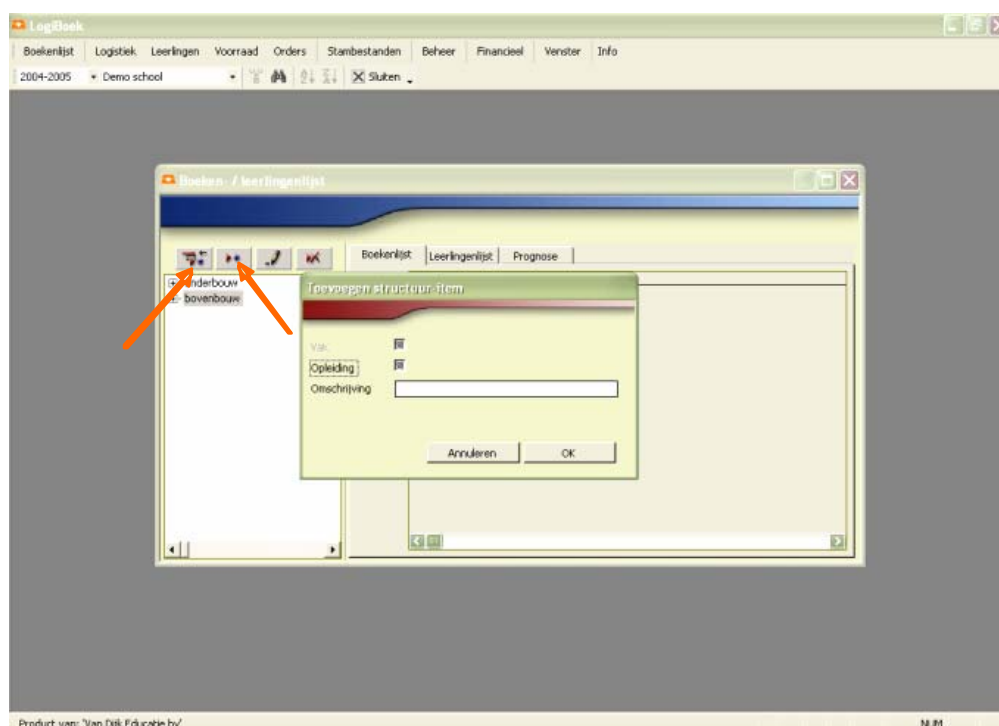 LogiBoek
Boekenlijst Logistiek Leerlingen Voorraad Orders Stambestanden Beheer Financieel Venster Info
2004-2005 Demo school Sluiten
Boeken- / leerlingenlijst
Boekenlijst Leerlingenlijst Prognose
onderbouw
bovenbouw
Toevoegen structuur-item
Vak
Opleiding
Omschrijving
Annuleren OK
Product van: 'Van Dijk Educatie bv' NUM